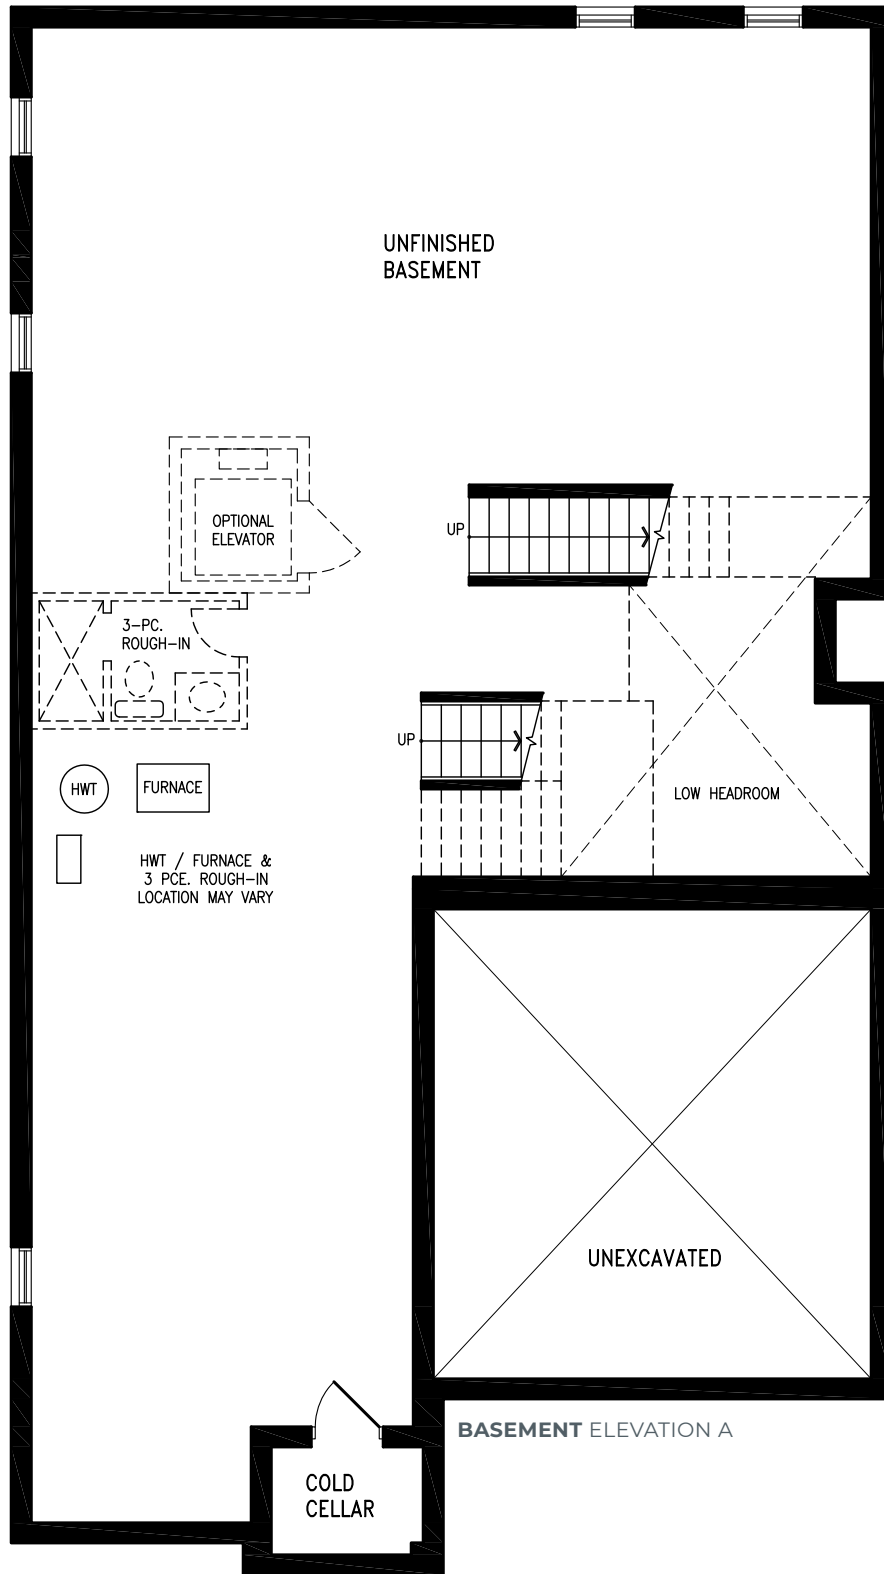 UNFINISHED
BASEMENT
OPTIONAL
ELEVATOR
UP
3-PC.
ROUGH-IN
UP
HWT
FURNACE
LOW HEADROOM
HWT / FURNACE &
3 PCE. ROUGH-IN
LOCATION MAY VARY
UNEXCAVATED
BASEMENT ELEVATION A
COLD
CELLAR